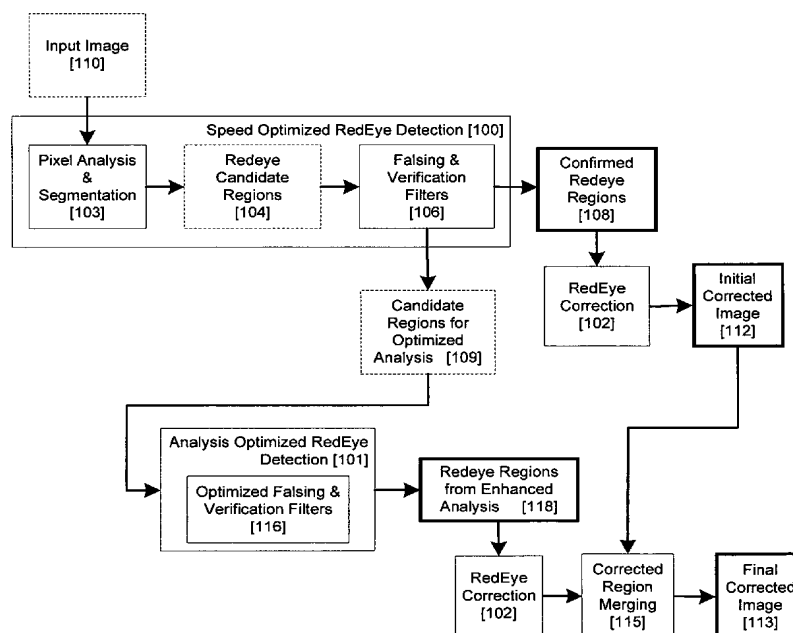 Input Image
[110]
Speed Optimized RedEye Detection [100]
Pixel Analysis
&
Segmentation
[103]
Redeye
Candidate
Regions
[104]
Falsing &
Verification
Filters
[106]
Confirmed
Redeye
Regions
[108]
RedEye
Correction
[102]
Initial
Corrected
Image
[112]
Candidate
Regions for
Optimized
Analysis [109]
Analysis Optimized RedEye
Detection [101]
Optimized Falsing &
Verification Filters
[116]
Redeye Regions
from Enhanced
Analysis [118]
RedEye
Correction
[102]
Corrected
Region
Merging
[115]
Final
Corrected
Image
[113]